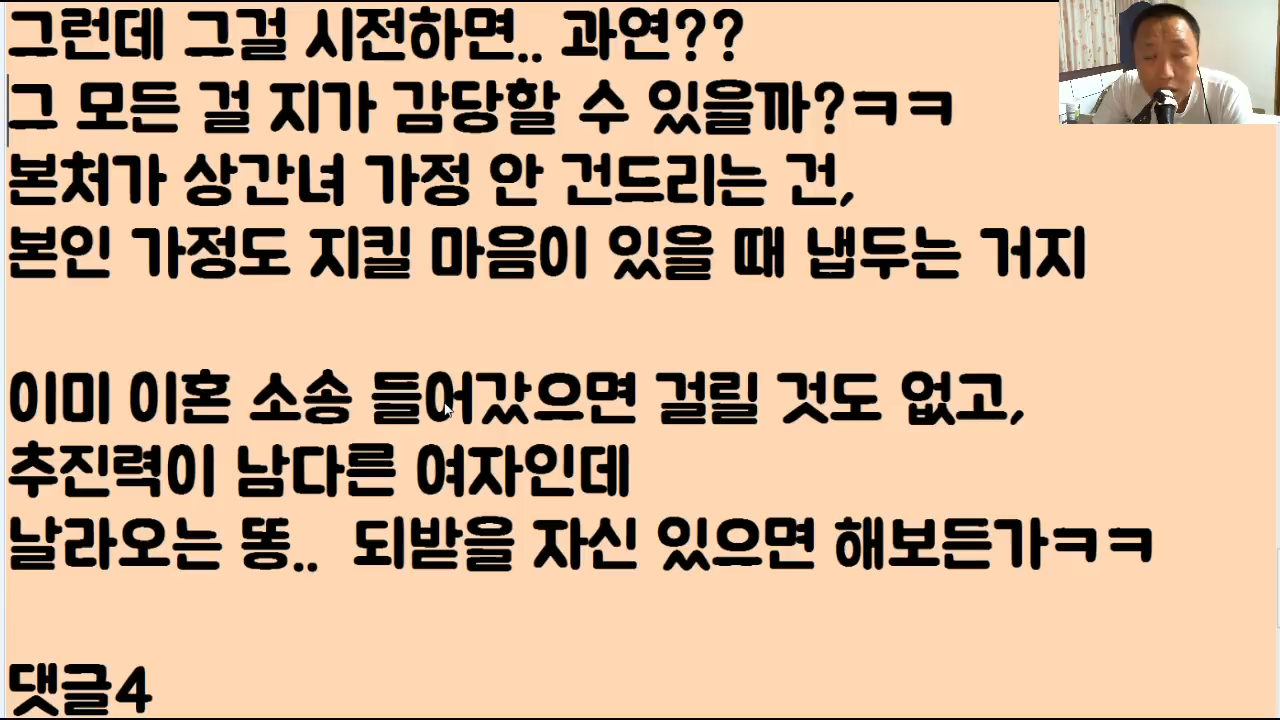 그런데 그걸 시전하면.. 과연??
그 모든 걸 지가 감당할 수 있을까?ㅋㅋ
본처가 상간녀 가정 안 건드리는 건,
본인 가정도 지킬 마음이 있을 때 냅두는 거지
이미 이혼 소송 들어갔으면 걸릴 것도 없고,
추진력이 남다른 여자인데
날라오는 똥.. 되받을 자신 있으면 해보든가ㅋㅋ
댓글4